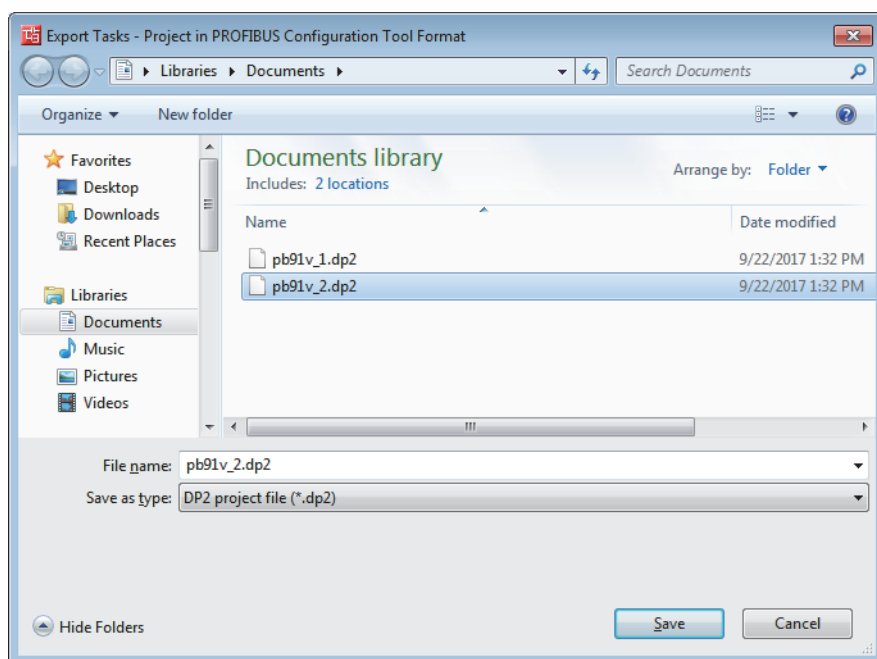 Export Tasks - Project in PROFIBUS Configuration Tool Format
Libraries Documents Search Documents
Organize New folder
Favorites
Desktop
Downloads
Recent Places
Libraries
Documents
Music
Pictures
Videos
Documents library
Includes: 2 locations
Arrange by: Folder
Name Date modified
pb91v_1.dp2 9/22/2017 1:32 PM
pb91v_2.dp2 9/22/2017 1:32 PM
File name: pb91v_2.dp2
Save as type: DP2 project file (*.dp2)
Hide Folders Save Cancel